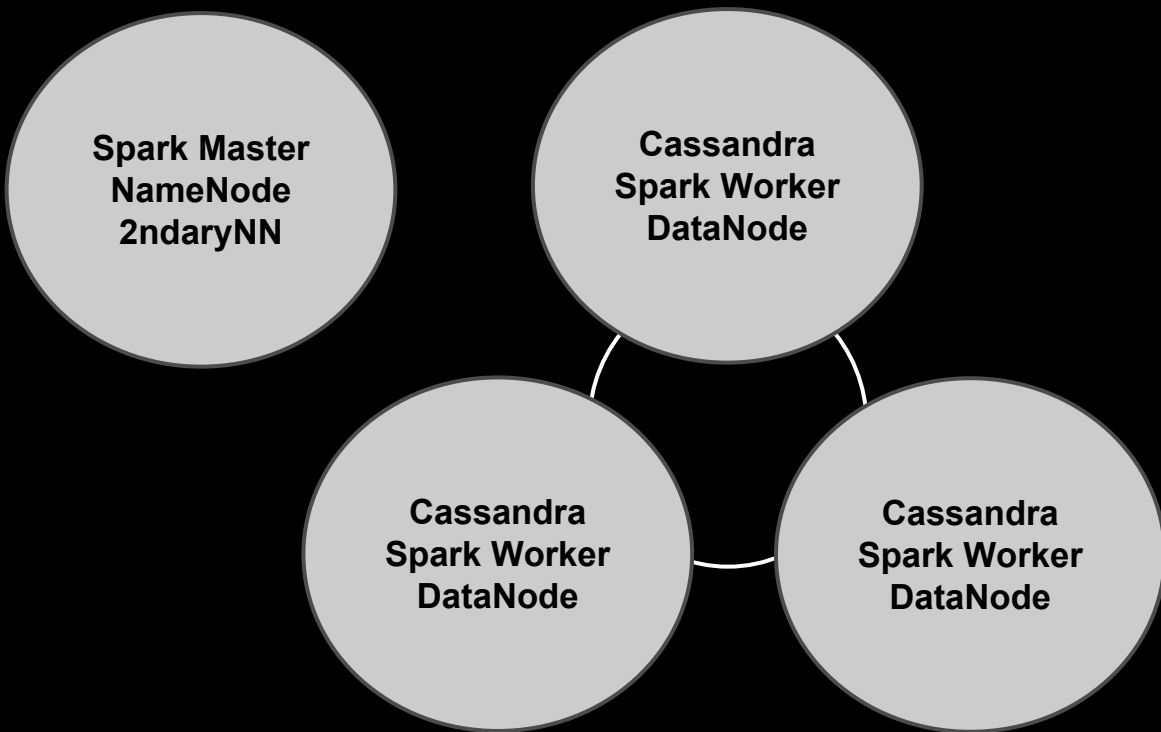 Spark Master
NameNode
2ndaryNN
Cassandra
Spark Worker
DataNode
Cassandra
Spark Worker
DataNode
Cassandra
Spark Worker
DataNode